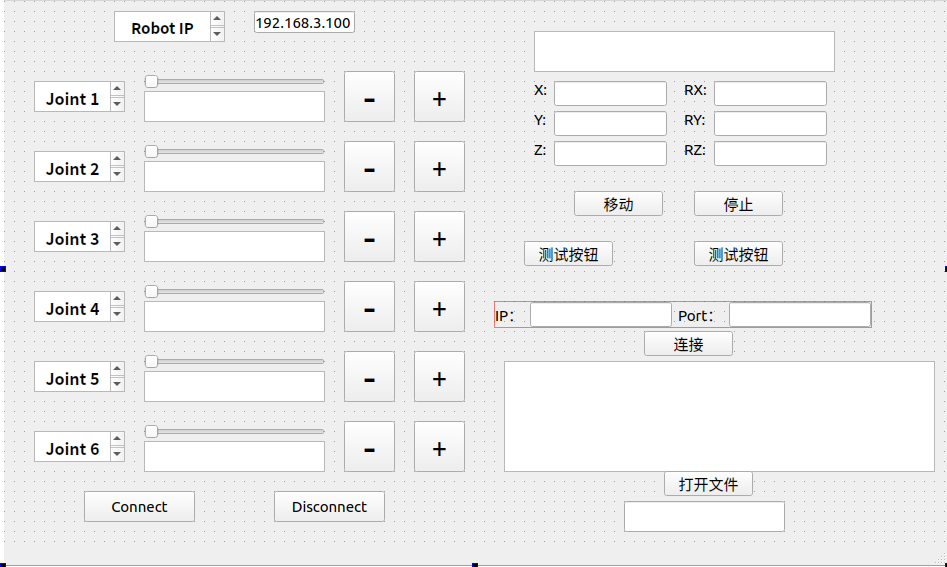 Robot IP 192.168.3.100
Joint 1 - +
Joint 2 - +
Joint 3 - +
Joint 4 - +
Joint 5 - +
Joint 6 - +
Connect Disconnect
X: RX:
Y: RY:
Z: RZ:
移动 停止
测试按钮 测试按钮
IP： Port：
连接
打开文件